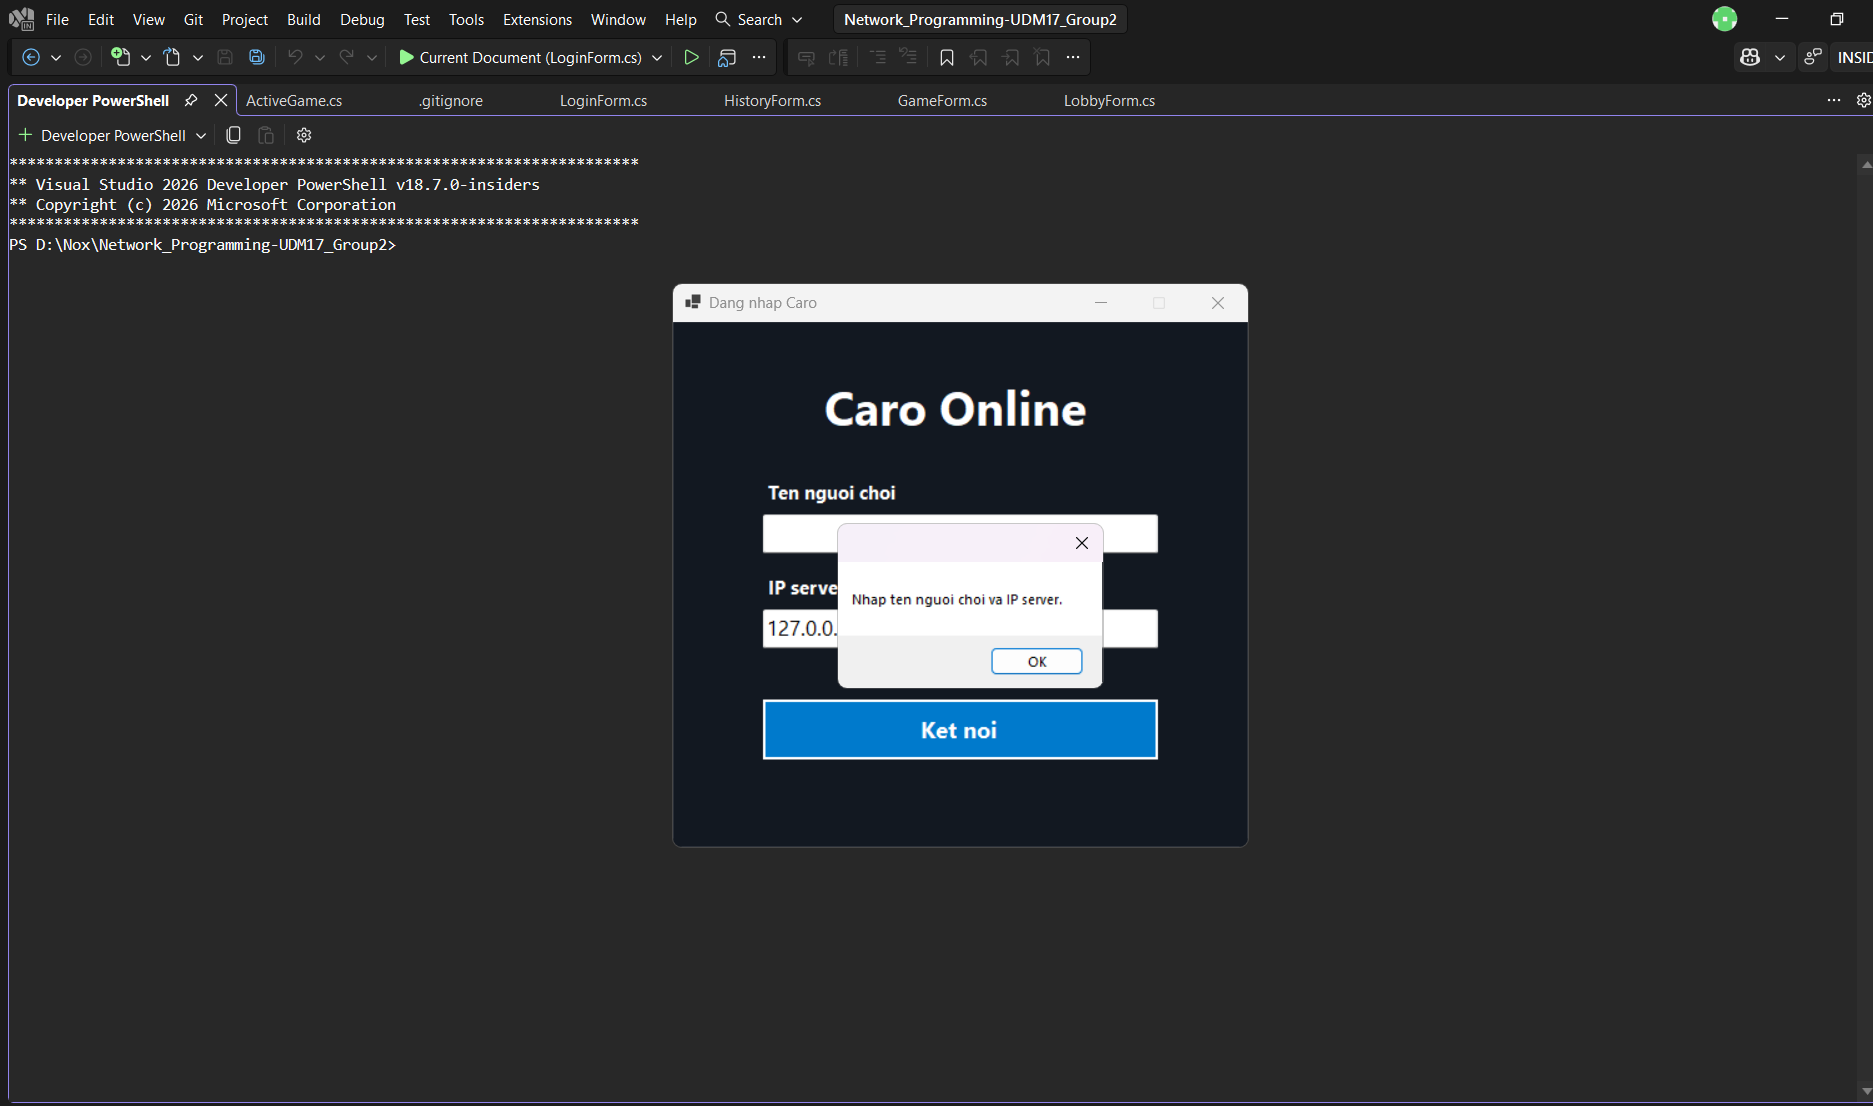 File Edit View Git Project Build Debug Test Tools Extensions Window Help Search Network_Programming-UDM17_Group2
Current Document (LoginForm.cs)
Developer PowerShell ActiveGame.cs .gitignore LoginForm.cs HistoryForm.cs GameForm.cs LobbyForm.cs
Developer PowerShell
**********************************************************************
** Visual Studio 2026 Developer PowerShell v18.7.0-insiders
** Copyright (c) 2026 Microsoft Corporation
**********************************************************************
PS D:\Nox\Network_Programming-UDM17_Group2>
Dang nhap Caro
Caro Online
Ten nguoi choi
IP serve
127.0.0.
Nhap ten nguoi choi va IP server.
OK
Ket noi